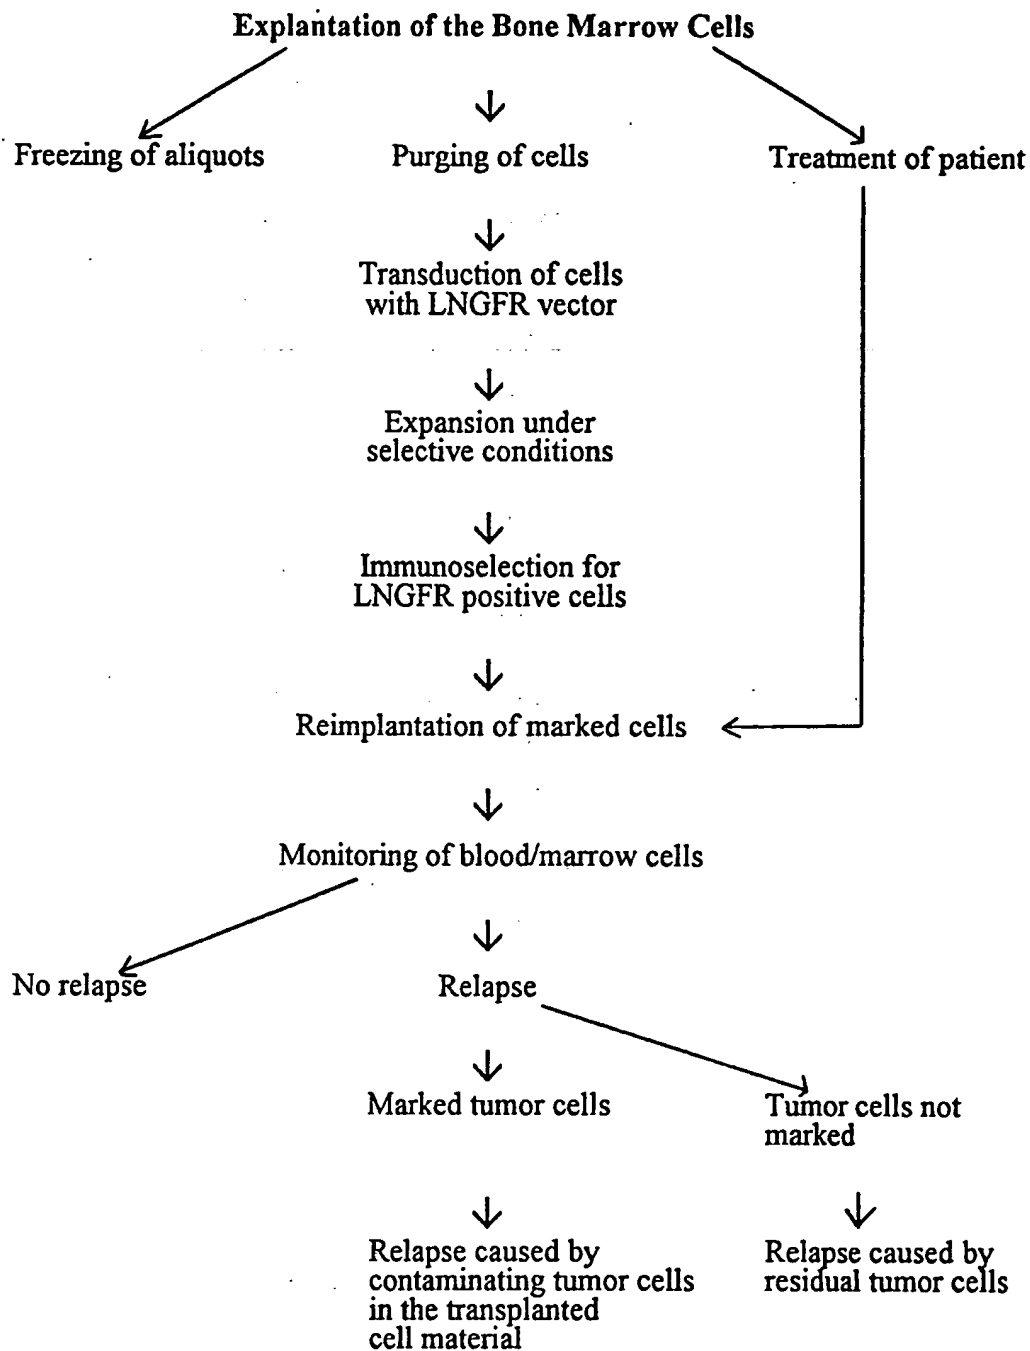 Explantation of the Bone Marrow Cells
Freezing of aliquots
Purging of cells
Treatment of patient
Transduction of cells
with LNGFR vector
Expansion under
selective conditions
Immunoselection for
LNGFR positive cells
Reimplantation of marked cells
Monitoring of blood/marrow cells
No relapse
Relapse
Marked tumor cells
Tumor cells not
marked
Relapse caused by
contaminating tumor cells
in the transplanted
cell material
Relapse caused by
residual tumor cells